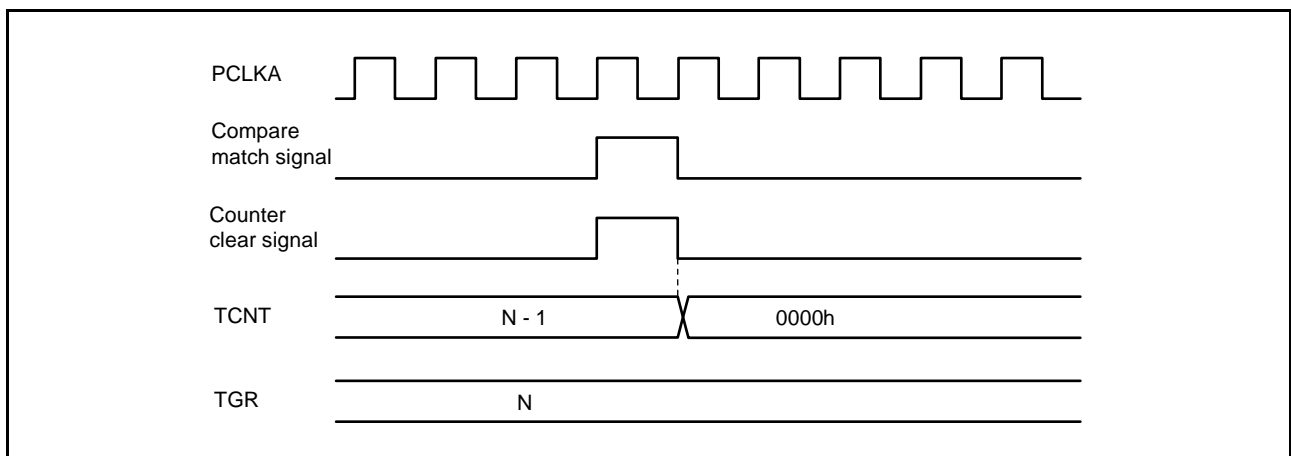 PCLKA
Compare
match signal
Counter
clear signal
TCNT
N - 1
0000h
TGR
N